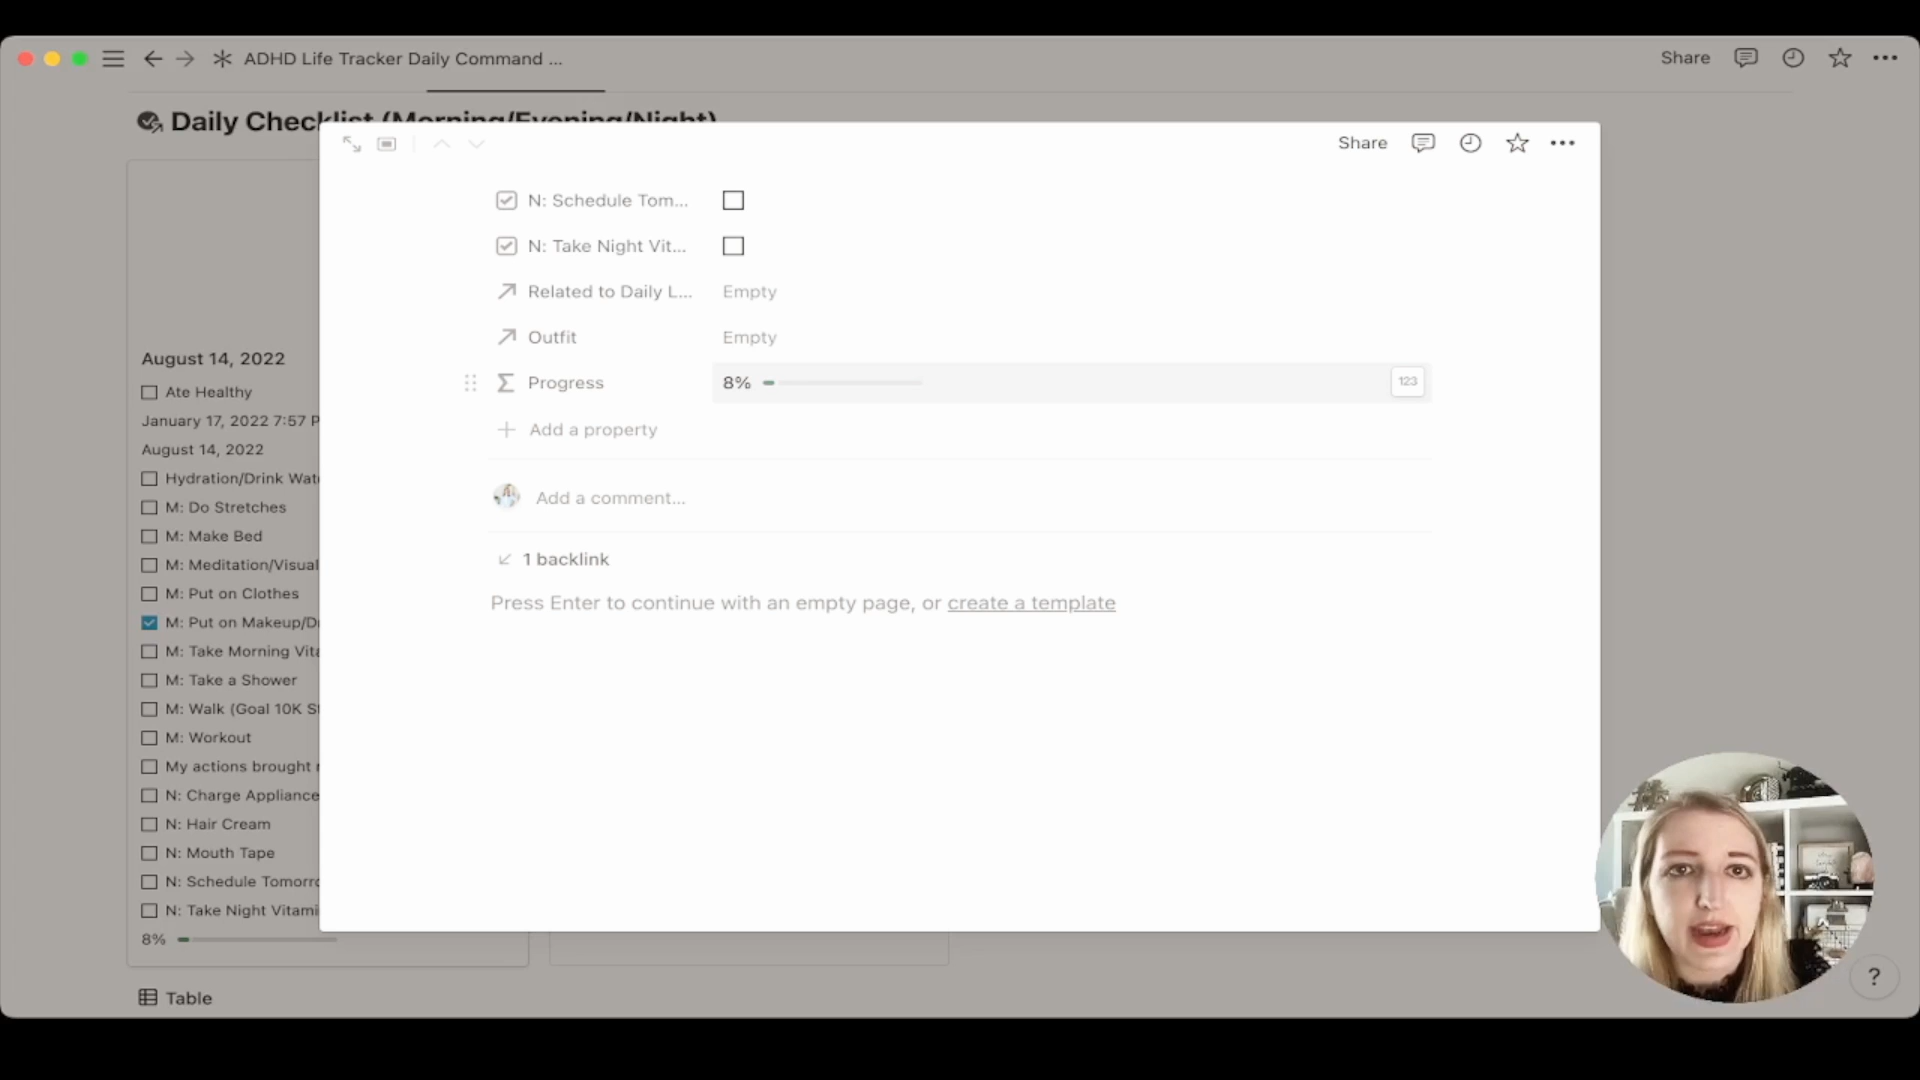 ADHD Life Tracker Daily Command ...
Share
Daily Checklist (Morning/Evening/Night)
Share
N: Schedule Tom...
N: Take Night Vit...
Related to Daily L... Empty
Outfit Empty
Progress 8% 123
Add a property
Add a comment...
1 backlink
Press Enter to continue with an empty page, or create a template
August 14, 2022
Ate Healthy
January 17, 2022 7:57 P
August 14, 2022
Hydration/Drink Wat
M: Do Stretches
M: Make Bed
M: Meditation/Visual
M: Put on Clothes
M: Put on Makeup/D
M: Take Morning Vit
M: Take a Shower
M: Walk (Goal 10K S
M: Workout
My actions brought
N: Charge Appliance
N: Hair Cream
N: Mouth Tape
N: Schedule Tomorr
N: Take Night Vitami
8%
Table
?